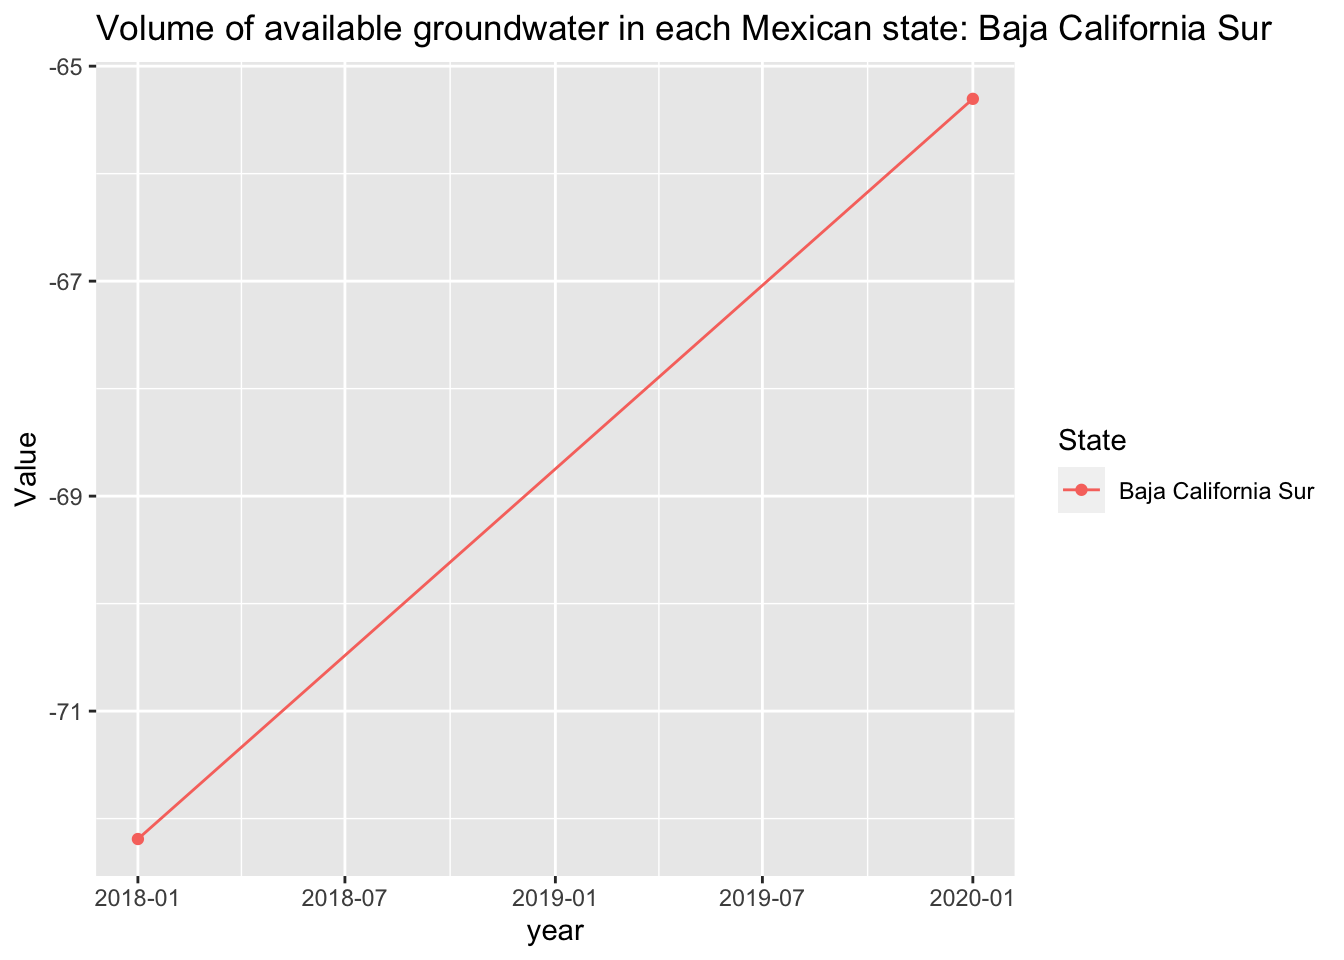 Volume of available groundwater in each Mexican state: Baja California Sur
-65
-67
-69
-71
Value
2018-01 2018-07 2019-01 2019-07 2020-01
year
State
Baja California Sur